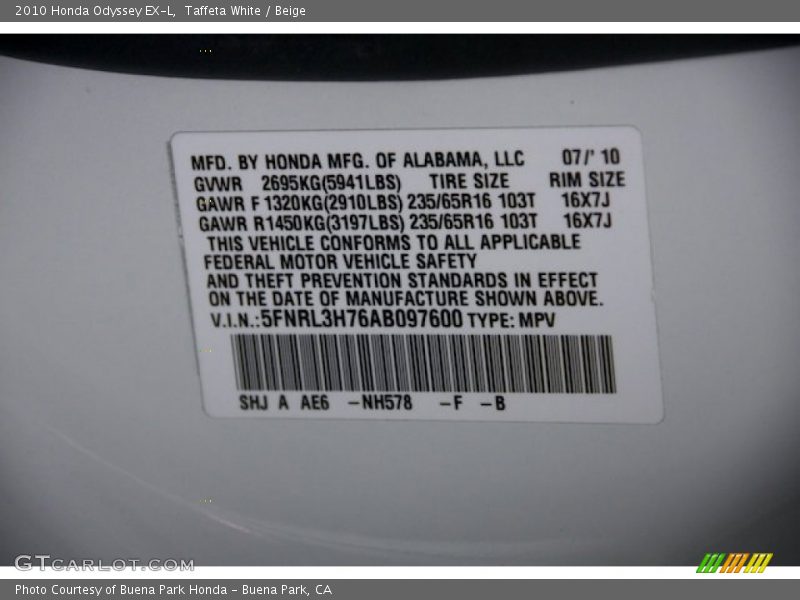 2010 Honda Odyssey EX-L, Taffeta White / Beige
MFD. BY HONDA MFG. OF ALABAMA, LLC 07/' 10
GVWR 2695KG(5941LBS) TIRE SIZE RIM SIZE
GAWR F 1320KG(2910LBS) 235/65R16 103T 16X7J
GAWR R1450KG(3197LBS) 235/65R16 103T 16X7J
THIS VEHICLE CONFORMS TO ALL APPLICABLE
FEDERAL MOTOR VEHICLE SAFETY
AND THEFT PREVENTION STANDARDS IN EFFECT
ON THE DATE OF MANUFACTURE SHOWN ABOVE.
V.I.N.:5FNRL3H76AB097600 TYPE: MPV
SHJ A AE6 -NH578 -F -B
GTCARLOT.COM
Photo Courtesy of Buena Park Honda - Buena Park, CA